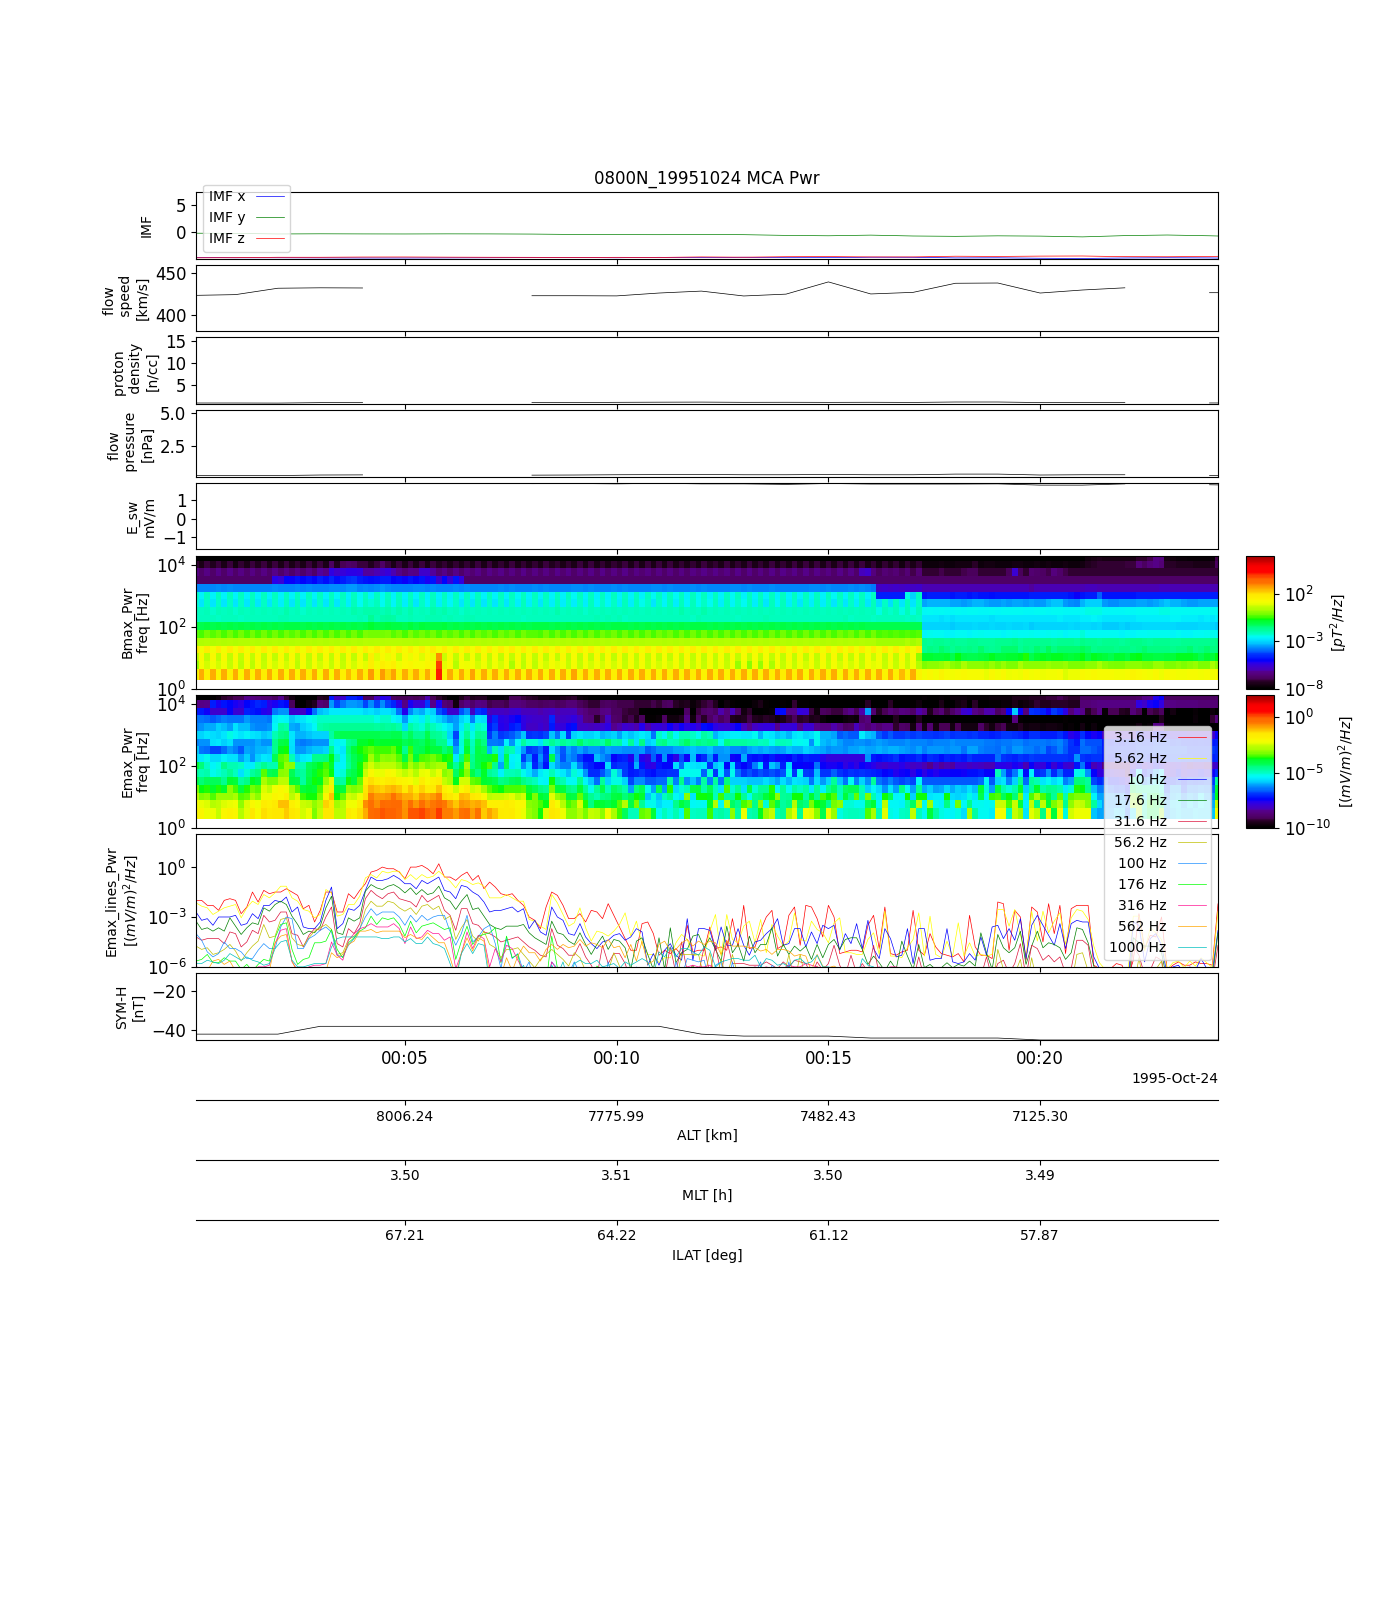 0800N_19951024 MCA Pwr
IMF
5
0
IMF x
IMF y
IMF z
flow
speed
[km/s]
450
400
proton
density
[n/cc]
15
10
5
flow
pressure
[nPa]
5.0
2.5
E_sw
mV/m
1
0
−1
Bmax_Pwr
freq [Hz]
10^4
10^2
10^0
10^2
10^−3
10^−8
[pT^2/Hz]
Emax_Pwr
freq [Hz]
10^4
10^2
10^0
10^0
10^−5
10^−10
[(mV/m)^2/Hz]
3.16 Hz
5.62 Hz
10 Hz
17.6 Hz
31.6 Hz
56.2 Hz
100 Hz
176 Hz
316 Hz
562 Hz
1000 Hz
Emax_lines_Pwr
[(mV/m)^2/Hz]
10^0
10^−3
10^−6
SYM-H
[nT]
−20
−40
00:05 00:10 00:15 00:20
1995-Oct-24
8006.24 7775.99 7482.43 7125.30
ALT [km]
3.50 3.51 3.50 3.49
MLT [h]
67.21 64.22 61.12 57.87
ILAT [deg]